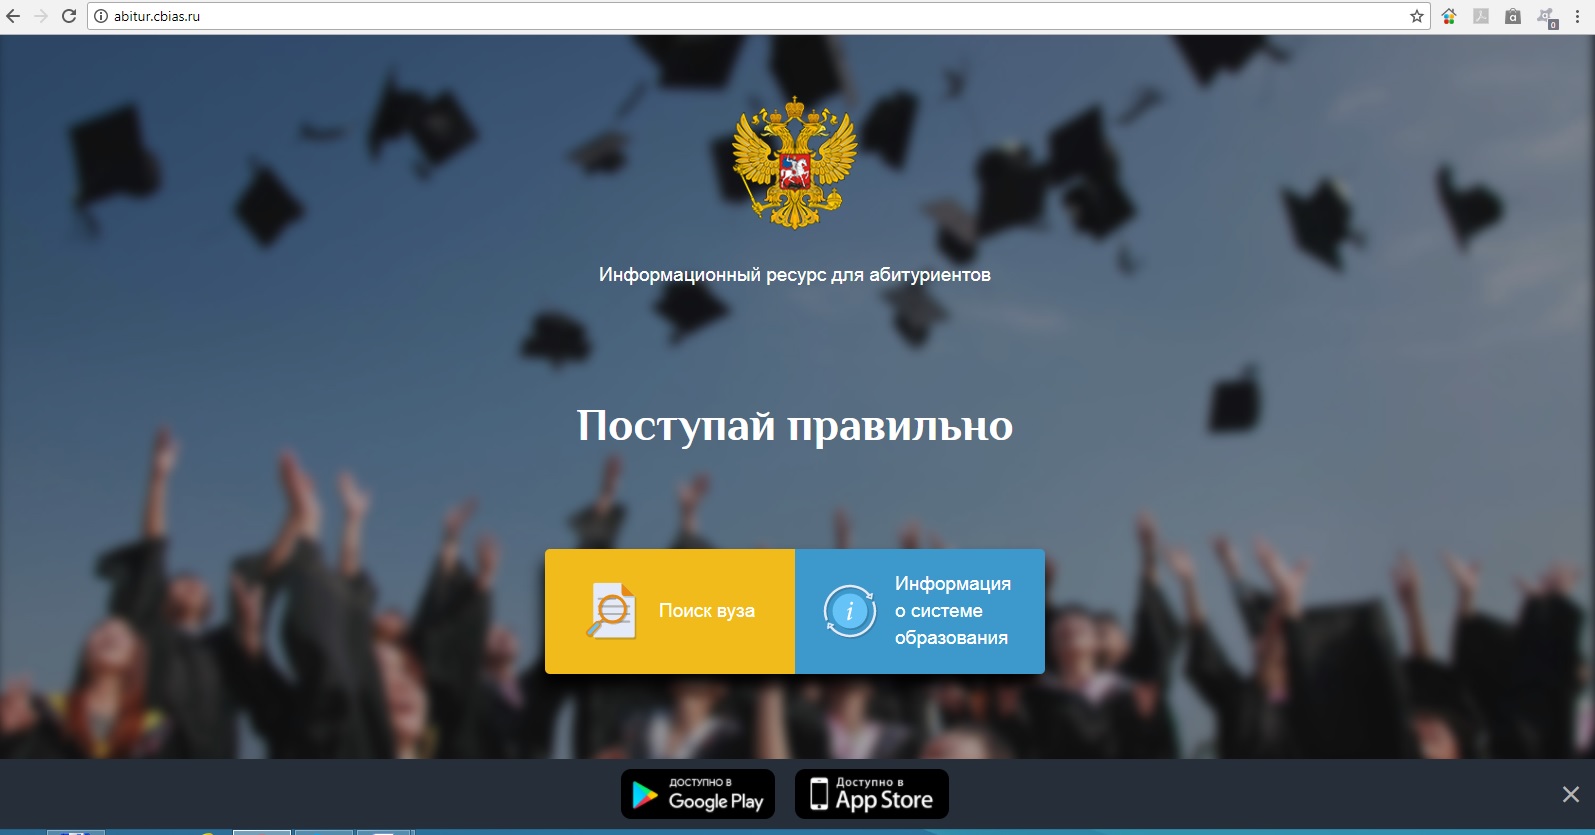 abitur.cbias.ru
a
0
Информационный ресурс для абитуриентов
Поступай правильно
Поиск вуза
i
Информация
о системе
образования
ДОСТУПНО В
Google Play
Доступно в
App Store